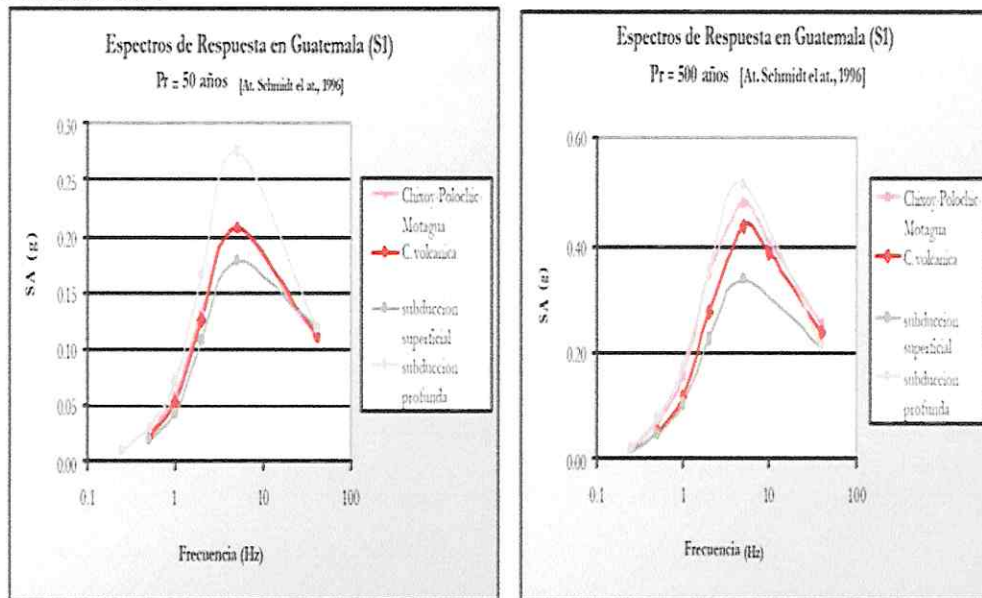 Espectros de Respuesta en Guatemala (S1)
Pr = 50 años [At. Schmidt el at., 1996]
0.30
0.25
0.20
0.15
0.10
0.05
0.00
SA (g)
0.1 1 10 100
Frecuencia (Hz)
Chixoy-Polochic-
Motagua
C. volcanica
subduccion
superficial
subduccion
profunda
Espectros de Respuesta en Guatemala (S1)
Pr = 500 años [At. Schmidt el at., 1996]
0.60
0.40
0.20
0.00
SA (g)
0.1 1 10 100
Frecuencia (Hz)
Chixoy-Polochic-
Motagua
C. volcanica
subduccion
superficial
subduccion
profunda